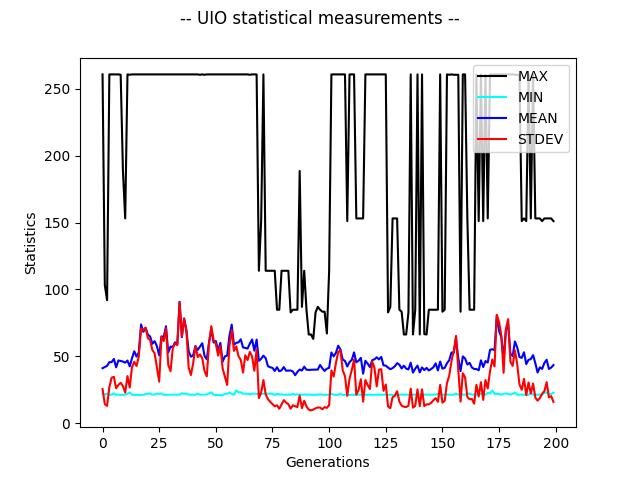 -- UIO statistical measurements --
MAX
MIN
MEAN
STDEV
Statistics
250
200
150
100
50
0
0 25 50 75 100 125 150 175 200
Generations